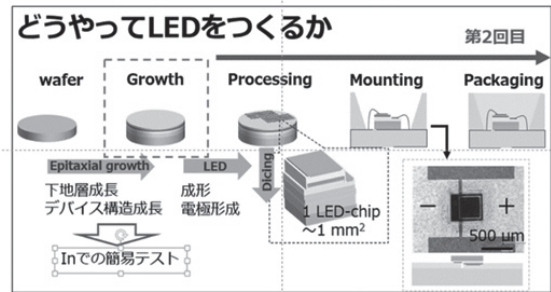 どうやってLEDをつくるか
第2回目
wafer
Growth
Processing
Mounting
Packaging
Epitaxial growth
LED
Dicing
下地層成長
デバイス構造成長
成形
電極形成
Inでの簡易テスト
1 LED-chip
～1 mm²
− +
500 um